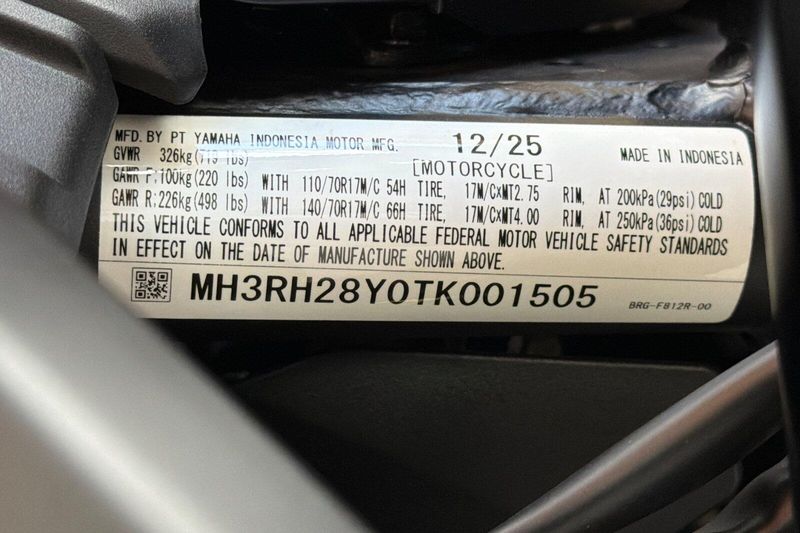 MFD. BY PT YAMAHA INDONESIA MOTOR MFG. 12/25 MADE IN INDONESIA
GVWR 326kg(719 lbs) [MOTORCYCLE]
GAWR F:100kg(220 lbs) WITH 110/70R17M/C 54H TIRE, 17M/C×MT2.75 RIM, AT 200kPa(29psi)COLD
GAWR R:226kg(498 lbs) WITH 140/70R17M/C 66H TIRE, 17M/C×MT4.00 RIM, AT 250kPa(36psi)COLD
THIS VEHICLE CONFORMS TO ALL APPLICABLE FEDERAL MOTOR VEHICLE SAFETY STANDARDS
IN EFFECT ON THE DATE OF MANUFACTURE SHOWN ABOVE.
MH3RH28Y0TK001505 BRG-F812R-00